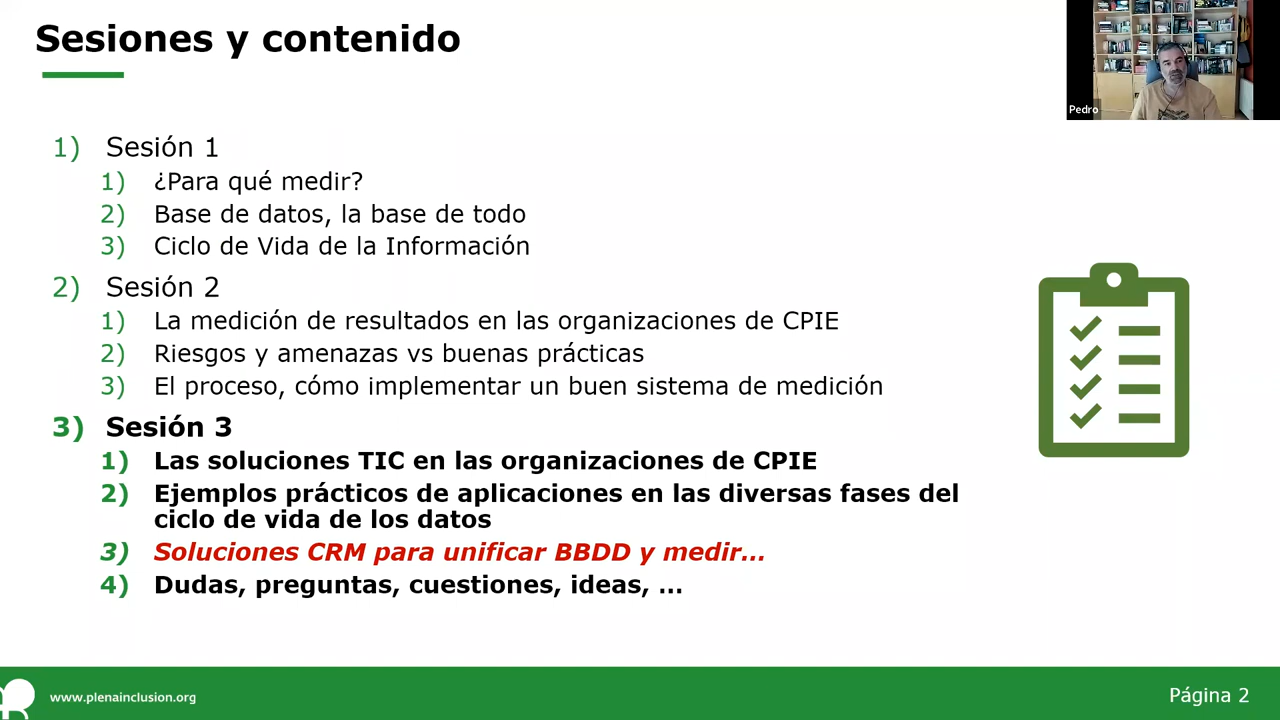 Sesiones y contenido
Pedro
1) Sesión 1
1) ¿Para qué medir?
2) Base de datos, la base de todo
3) Ciclo de Vida de la Información
2) Sesión 2
1) La medición de resultados en las organizaciones de CPIE
2) Riesgos y amenazas vs buenas prácticas
3) El proceso, cómo implementar un buen sistema de medición
3) Sesión 3
1) Las soluciones TIC en las organizaciones de CPIE
2) Ejemplos prácticos de aplicaciones en las diversas fases del
ciclo de vida de los datos
3) Soluciones CRM para unificar BBDD y medir...
4) Dudas, preguntas, cuestiones, ideas, ...
www.plenainclusion.org
Página 2